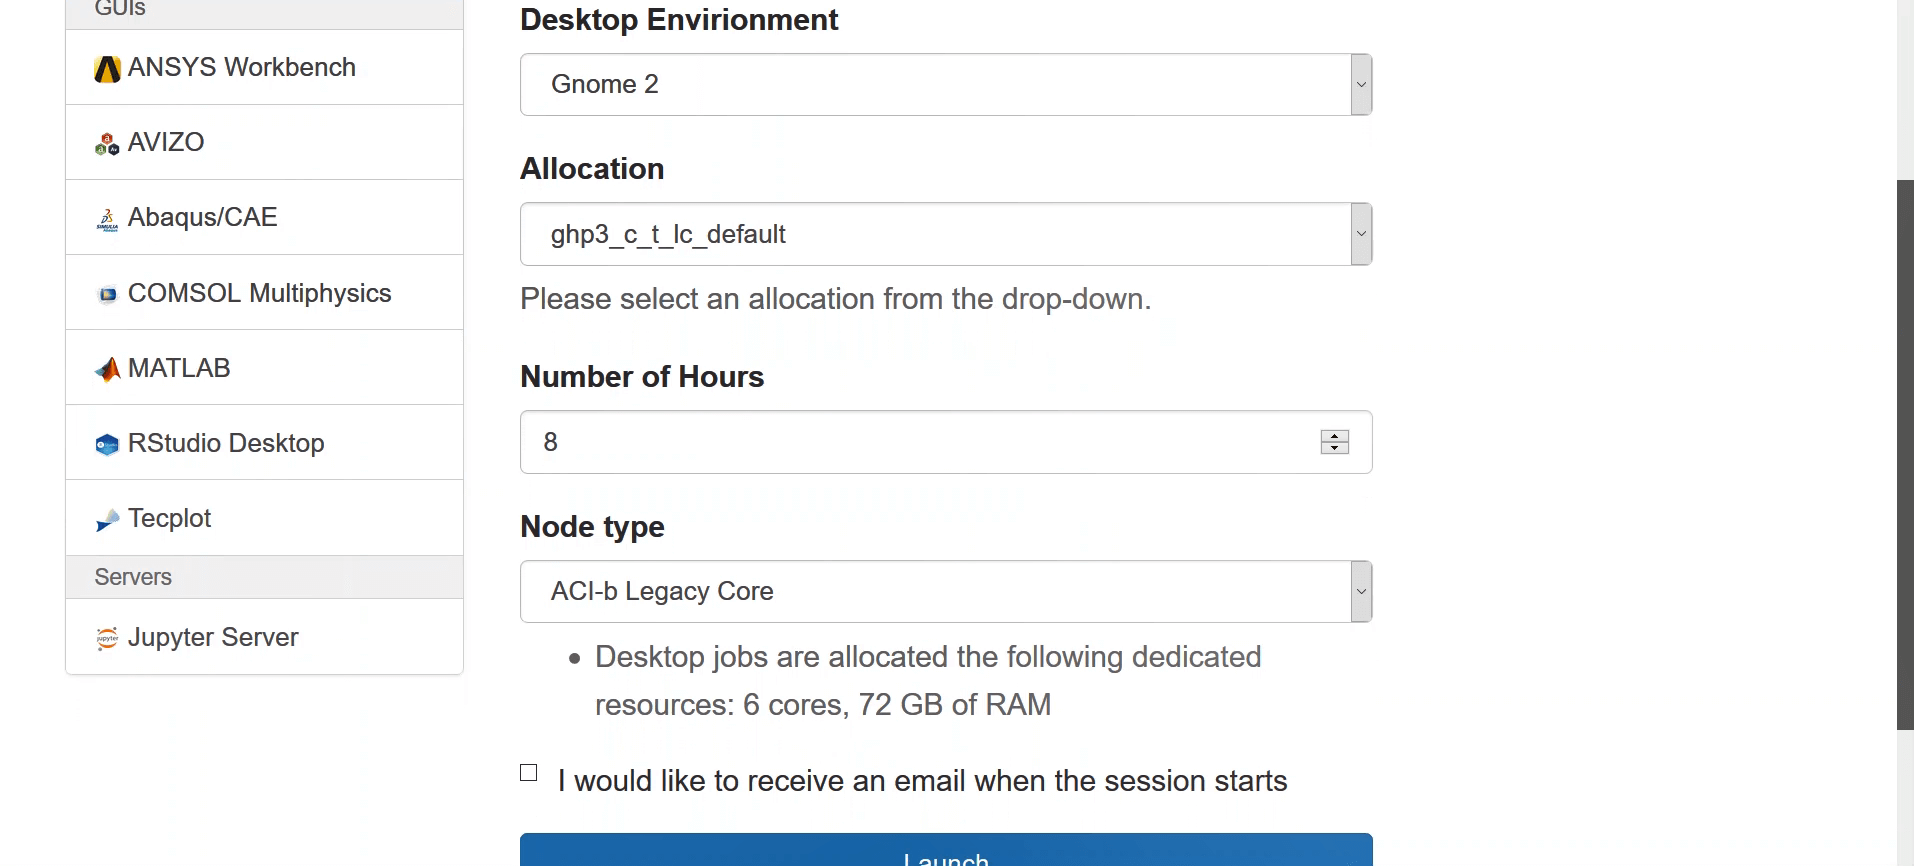 GUIs
ANSYS Workbench
AVIZO
Abaqus/CAE
COMSOL Multiphysics
MATLAB
RStudio Desktop
Tecplot
Servers
Jupyter Server
Desktop Envirionment
Gnome 2
Allocation
ghp3_c_t_lc_default
Please select an allocation from the drop-down.
Number of Hours
8
Node type
ACI-b Legacy Core
• Desktop jobs are allocated the following dedicated
resources: 6 cores, 72 GB of RAM
I would like to receive an email when the session starts
Launch